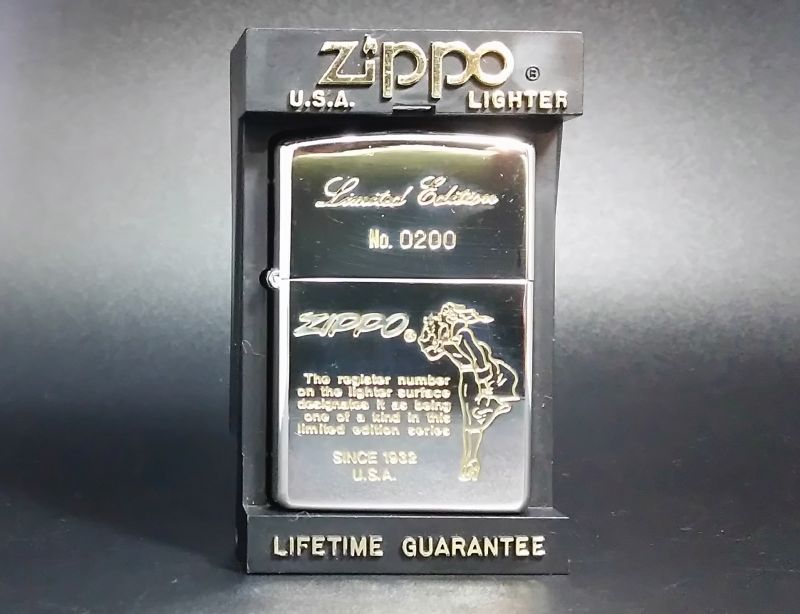 Zippo ®
U.S.A. LIGHTER
Limited Edition
No. 0200
ZIPPO®
The register number
on the lighter surface
designates it as being
one of a kind in this
limited edition series
SINCE 1932
U.S.A.
LIFETIME GUARANTEE